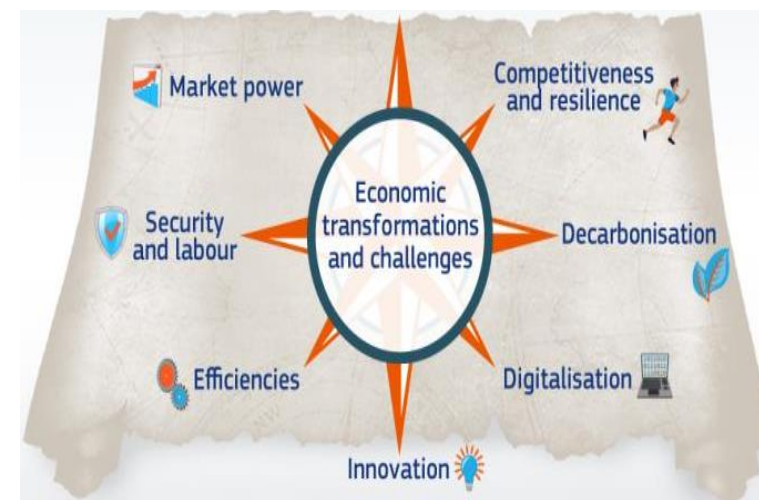 Market power
Competitiveness
and resilience
Economic
transformations
and challenges
Security
and labour
Decarbonisation
Efficiencies
Digitalisation
Innovation